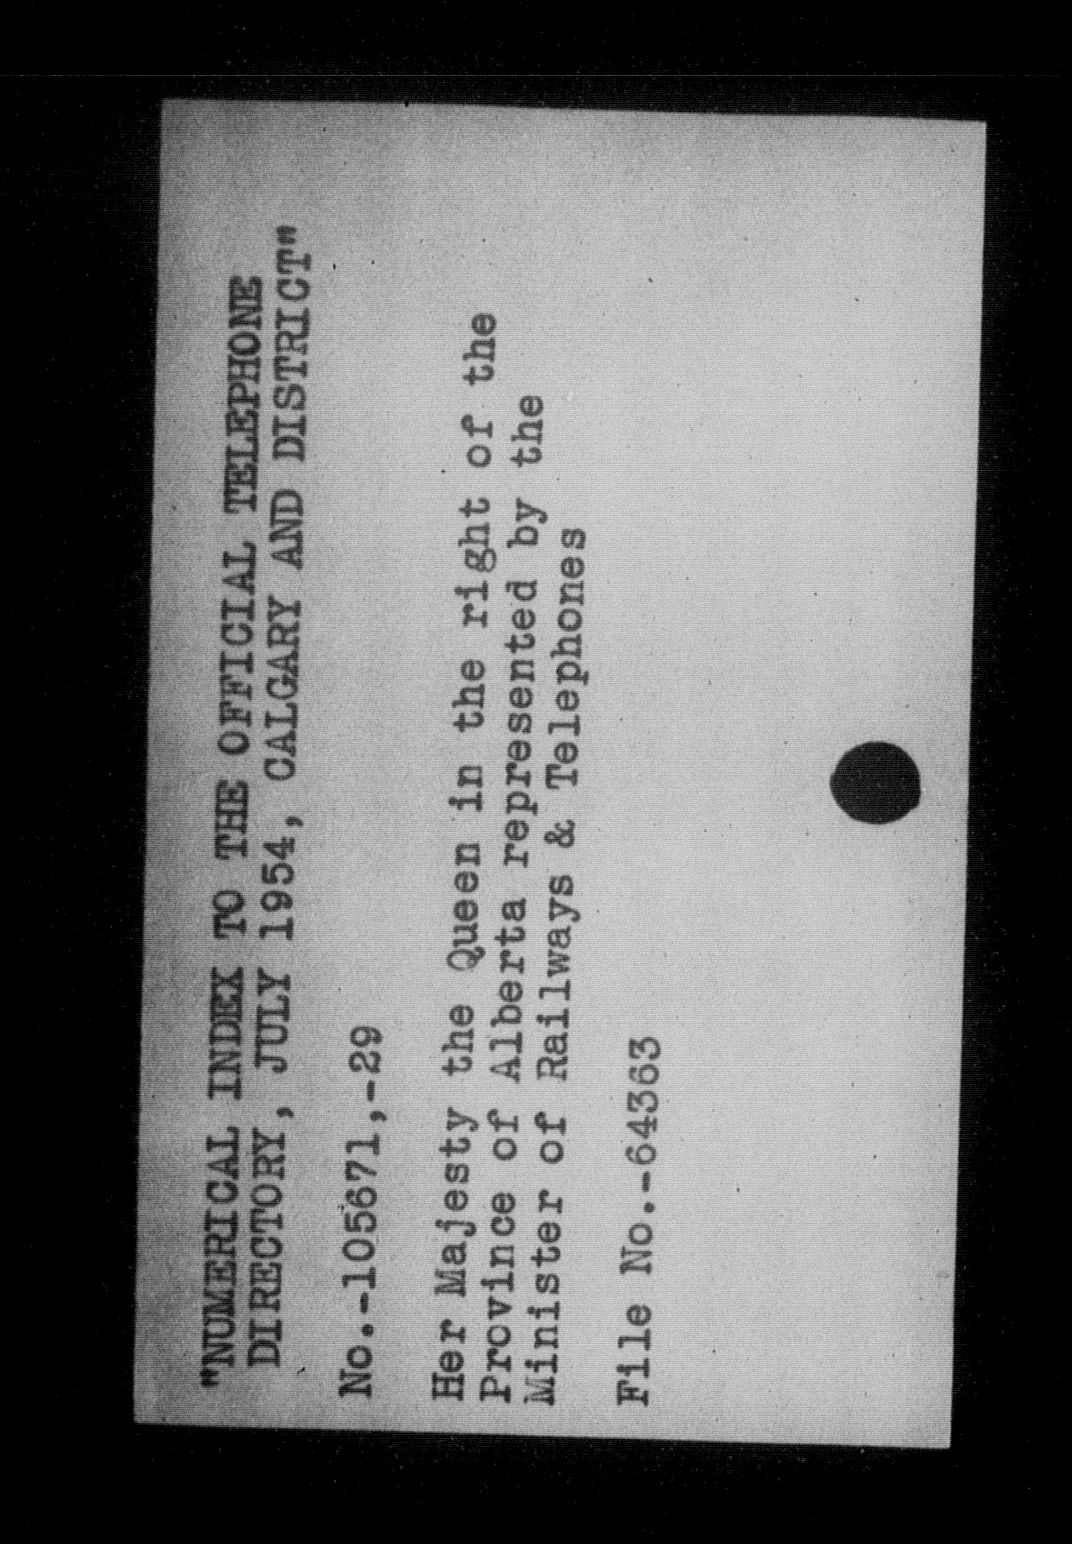 "NUMERICAL INDEX TO THE OFFICIAL TELEPHONE
DIRECTORY, JULY 1954, CALGARY AND DISTRICT"
No.-105671,-29
Her Majesty the Queen in the right of the
Province of Alberta represented by the
Minister of Railways & Telephones
File No.-64363